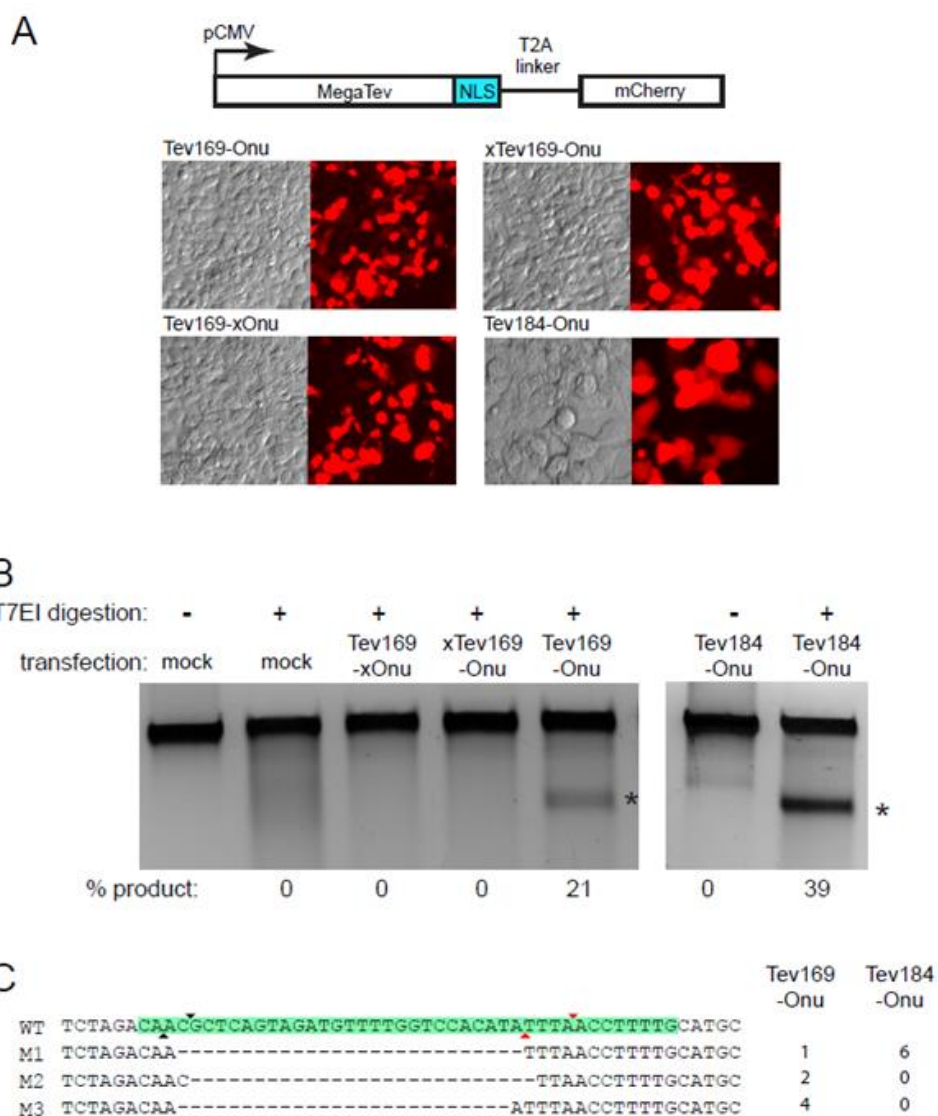 A
pCMV
T2A
linker
MegaTev NLS mCherry
Tev169-Onu xTev169-Onu
Tev169-xOnu Tev184-Onu
B
T7EI digestion: - + + + + - +
transfection: mock mock Tev169 -xOnu xTev169 -Onu Tev169 -Onu Tev184 -Onu Tev184 -Onu
* *
% product: 0 0 0 21 0 39
C
Tev169 -Onu Tev184 -Onu
WT TCTAGACAACGCTCAGTAGATGTTTTGGTCCACATATTTAACCTTTTGCATGC
M1 TCTAGACAA---------------------------TTTAACCTTTTGCATGC 1 6
M2 TCTAGACAAC---------------------------TTAACCTTTTGCATGC 2 0
M3 TCTAGACAA--------------------------ATTTAACCTTTTGCATGC 4 0